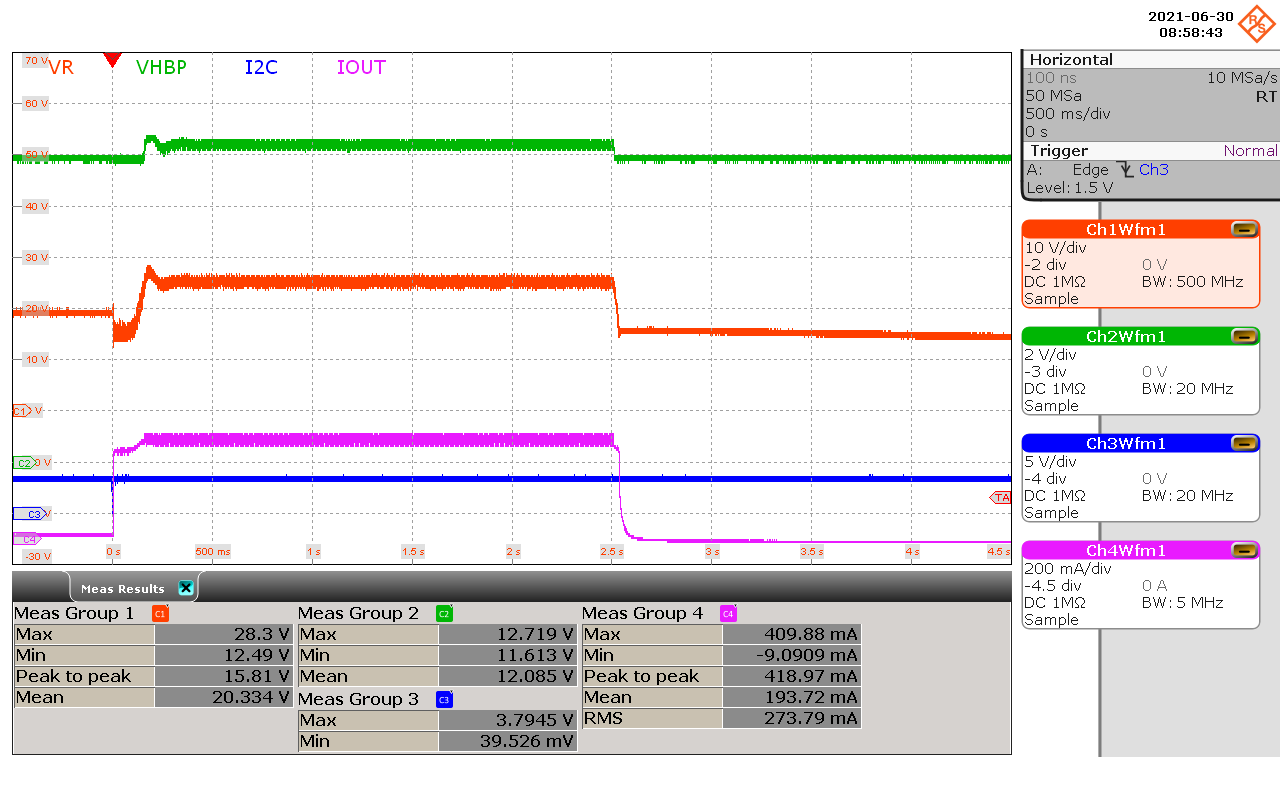 2021-06-30
08:58:43
R&S
VR VHBP I2C IOUT
70 V
60 V
50 V
40 V
30 V
20 V
10 V
C1 V
C2 0 V
C3 V
C4
-30 V
0 s 500 ms 1 s 1.5 s 2 s 2.5 s 3 s 3.5 s 4 s 4.5 s
TA
Horizontal
100 ns 10 MSa/s
50 MSa RT
500 ms/div
0 s
Trigger Normal
A: Edge Ch3
Level: 1.5 V
Ch1Wfm1
10 V/div
-2 div 0 V
DC 1MΩ BW: 500 MHz
Sample
Ch2Wfm1
2 V/div
-3 div 0 V
DC 1MΩ BW: 20 MHz
Sample
Ch3Wfm1
5 V/div
-4 div 0 V
DC 1MΩ BW: 20 MHz
Sample
Ch4Wfm1
200 mA/div
-4.5 div 0 A
DC 1MΩ BW: 5 MHz
Sample
Meas Results
Meas Group 1 C1
Max 28.3 V
Min 12.49 V
Peak to peak 15.81 V
Mean 20.334 V
Meas Group 2 C2
Max 12.719 V
Min 11.613 V
Mean 12.085 V
Meas Group 3 C3
Max 3.7945 V
Min 39.526 mV
Meas Group 4 C4
Max 409.88 mA
Min -9.0909 mA
Peak to peak 418.97 mA
Mean 193.72 mA
RMS 273.79 mA